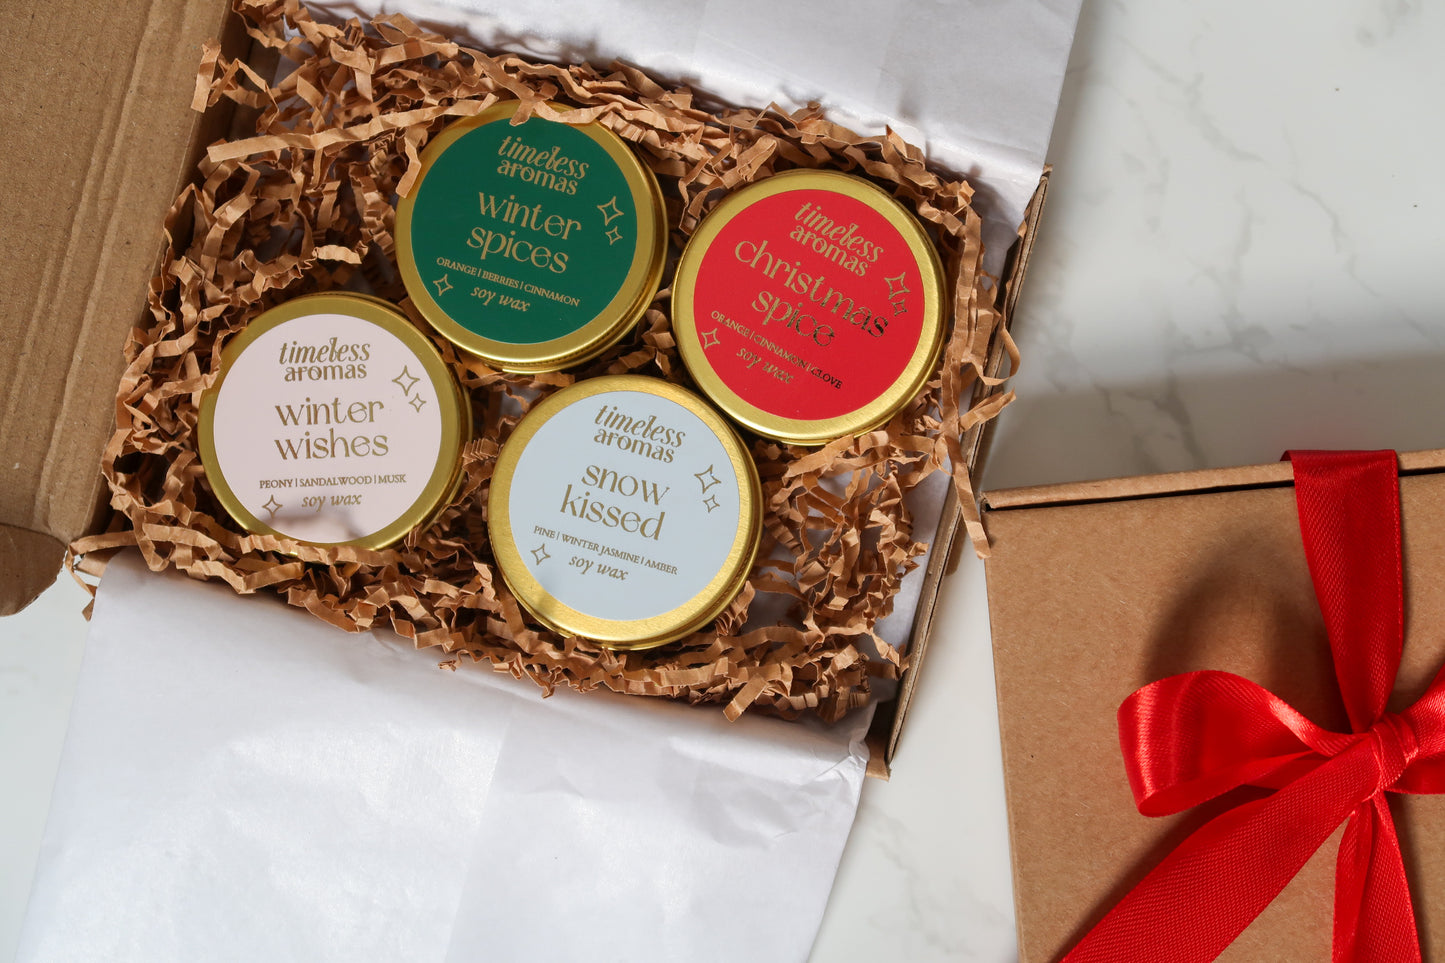 timeless
aromas
winter
spices
ORANGE | BERRIES | CINNAMON
soy wax
timeless
aromas
christmas
spice
ORANGE | CINNAMON | CLOVE
soy wax
timeless
aromas
winter
wishes
PEONY | SANDALWOOD | MUSK
soy wax
timeless
aromas
snow
kissed
PINE | WINTER JASMINE | AMBER
soy wax